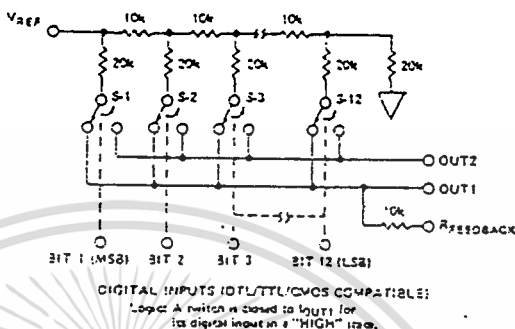 VREF
10k 10k 10k
20k 20k 20k 20k 20k
S-1 S-2 S-3 S-12
OUT2
OUT1
10k
RFEEDBACK
BIT 1 (MSB) BIT 2 BIT 3 BIT 12 (LSB)
DIGITAL INPUTS (DTL/TTL/CMOS COMPATIBLE)
Logic: A switch is closed to IOUT1 for
its digital input in a "HIGH" state.